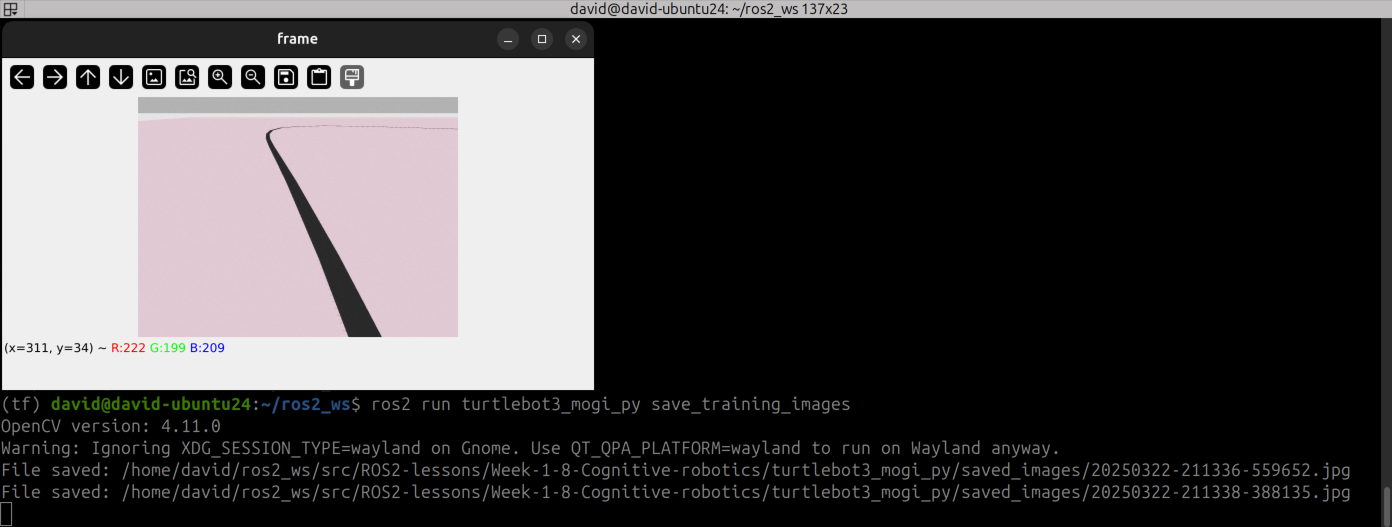 david@david-ubuntu24: ~/ros2_ws 137x23
frame
(x=311, y=34) ~ R:222 G:199 B:209
(tf) david@david-ubuntu24:~/ros2_ws$ ros2 run turtlebot3_mogi_py save_training_images
OpenCV version: 4.11.0
Warning: Ignoring XDG_SESSION_TYPE=wayland on Gnome. Use QT_QPA_PLATFORM=wayland to run on Wayland anyway.
File saved: /home/david/ros2_ws/src/ROS2-lessons/Week-1-8-Cognitive-robotics/turtlebot3_mogi_py/saved_images/20250322-211336-559652.jpg
File saved: /home/david/ros2_ws/src/ROS2-lessons/Week-1-8-Cognitive-robotics/turtlebot3_mogi_py/saved_images/20250322-211338-388135.jpg